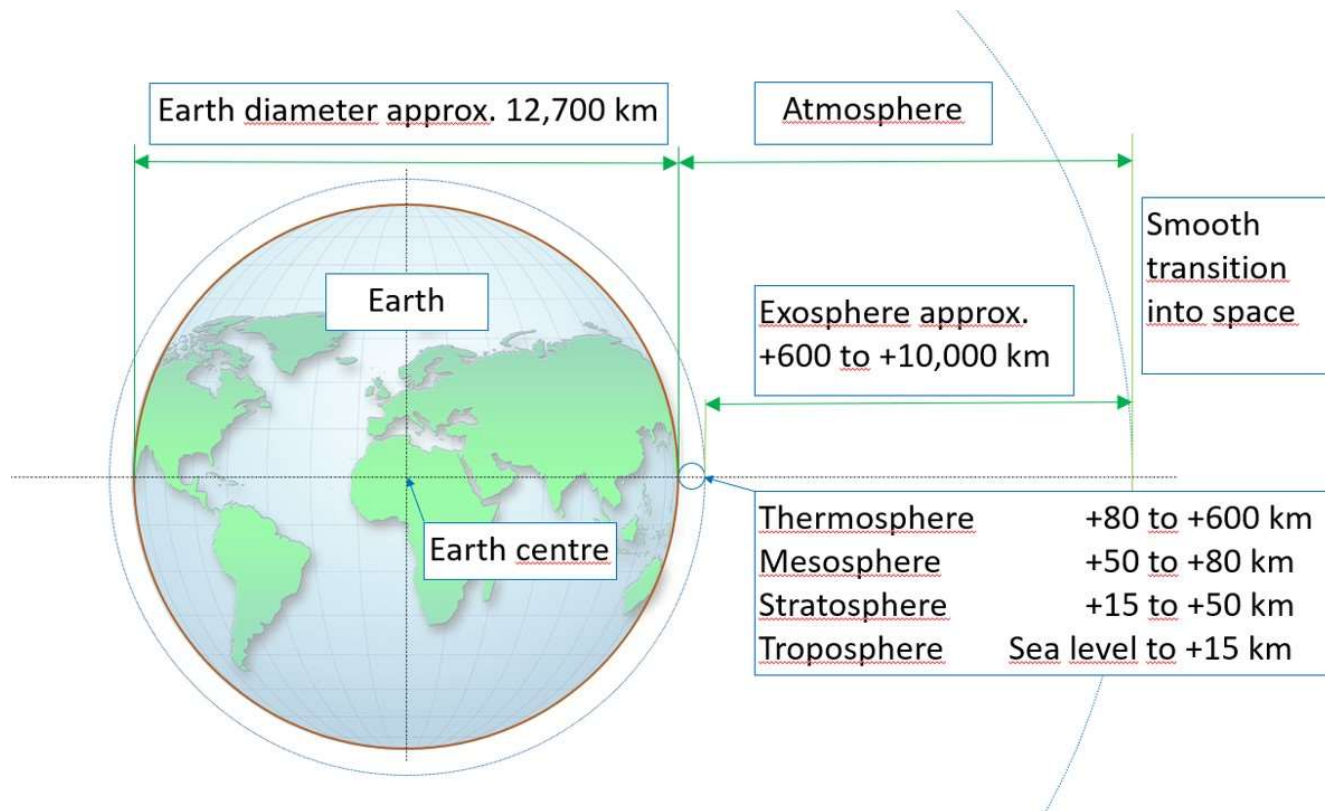 Earth diameter approx. 12,700 km
Atmosphere
Smooth
transition
into space
Earth
Exosphere approx.
+600 to +10,000 km
Earth centre
Thermosphere +80 to +600 km
Mesosphere +50 to +80 km
Stratosphere +15 to +50 km
Troposphere Sea level to +15 km